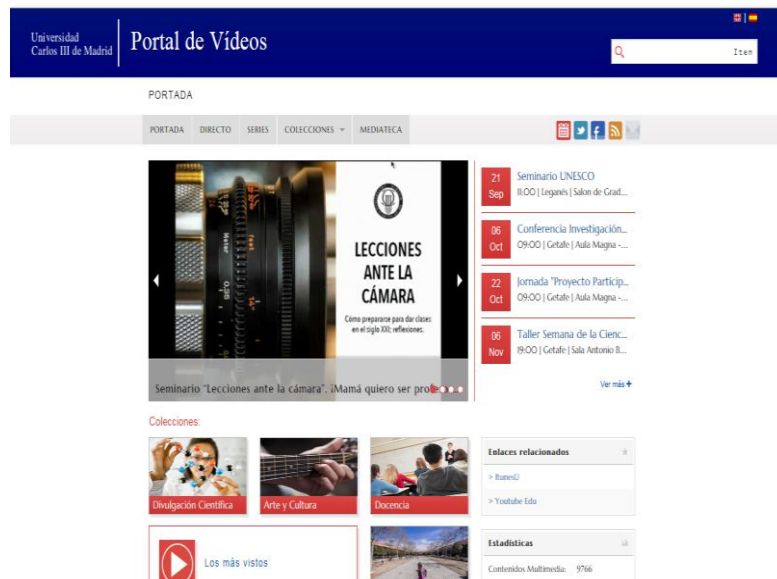 Universidad
Carlos III de Madrid
Portal de Vídeos
Item
PORTADA
PORTADA DIRECTO SERIES COLECCIONES MEDIATECA
LECCIONES
ANTE LA
CÁMARA
Cómo prepararse para dar clases
en el siglo XXI: reflexiones.
Seminario "Lecciones ante la cámara". ¡Mamá quiero ser
21
Sep
Seminario UNESCO
11:00 | Leganés | Salon de Grad...
06
Oct
Conferencia Investigación...
09:00 | Getafe | Aula Magna -...
22
Oct
Jornada "Proyecto Particip...
09:00 | Getafe | Aula Magna -...
06
Nov
Taller Semana de la Cienc...
19:00 | Getafe | Sala Antonio B...
Ver más +
Colecciones:
Divulgación Científica
Arte y Cultura
Docencia
Los más vistos
Enlaces relacionados
> ItunesU
> Youtube Edu
Estadísticas
Contenidos Multimedia: 9766